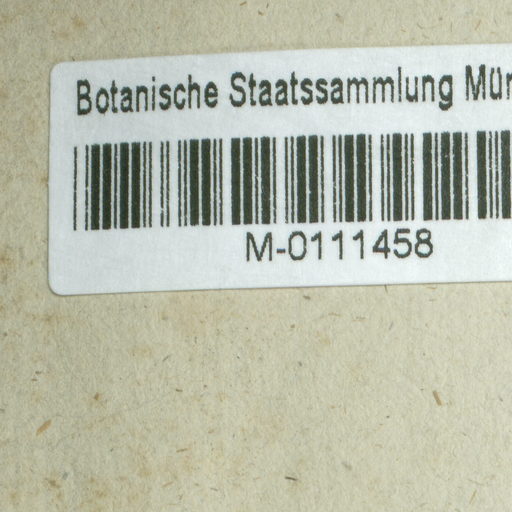 Botanische Staatssammlung Mün
M-0111458